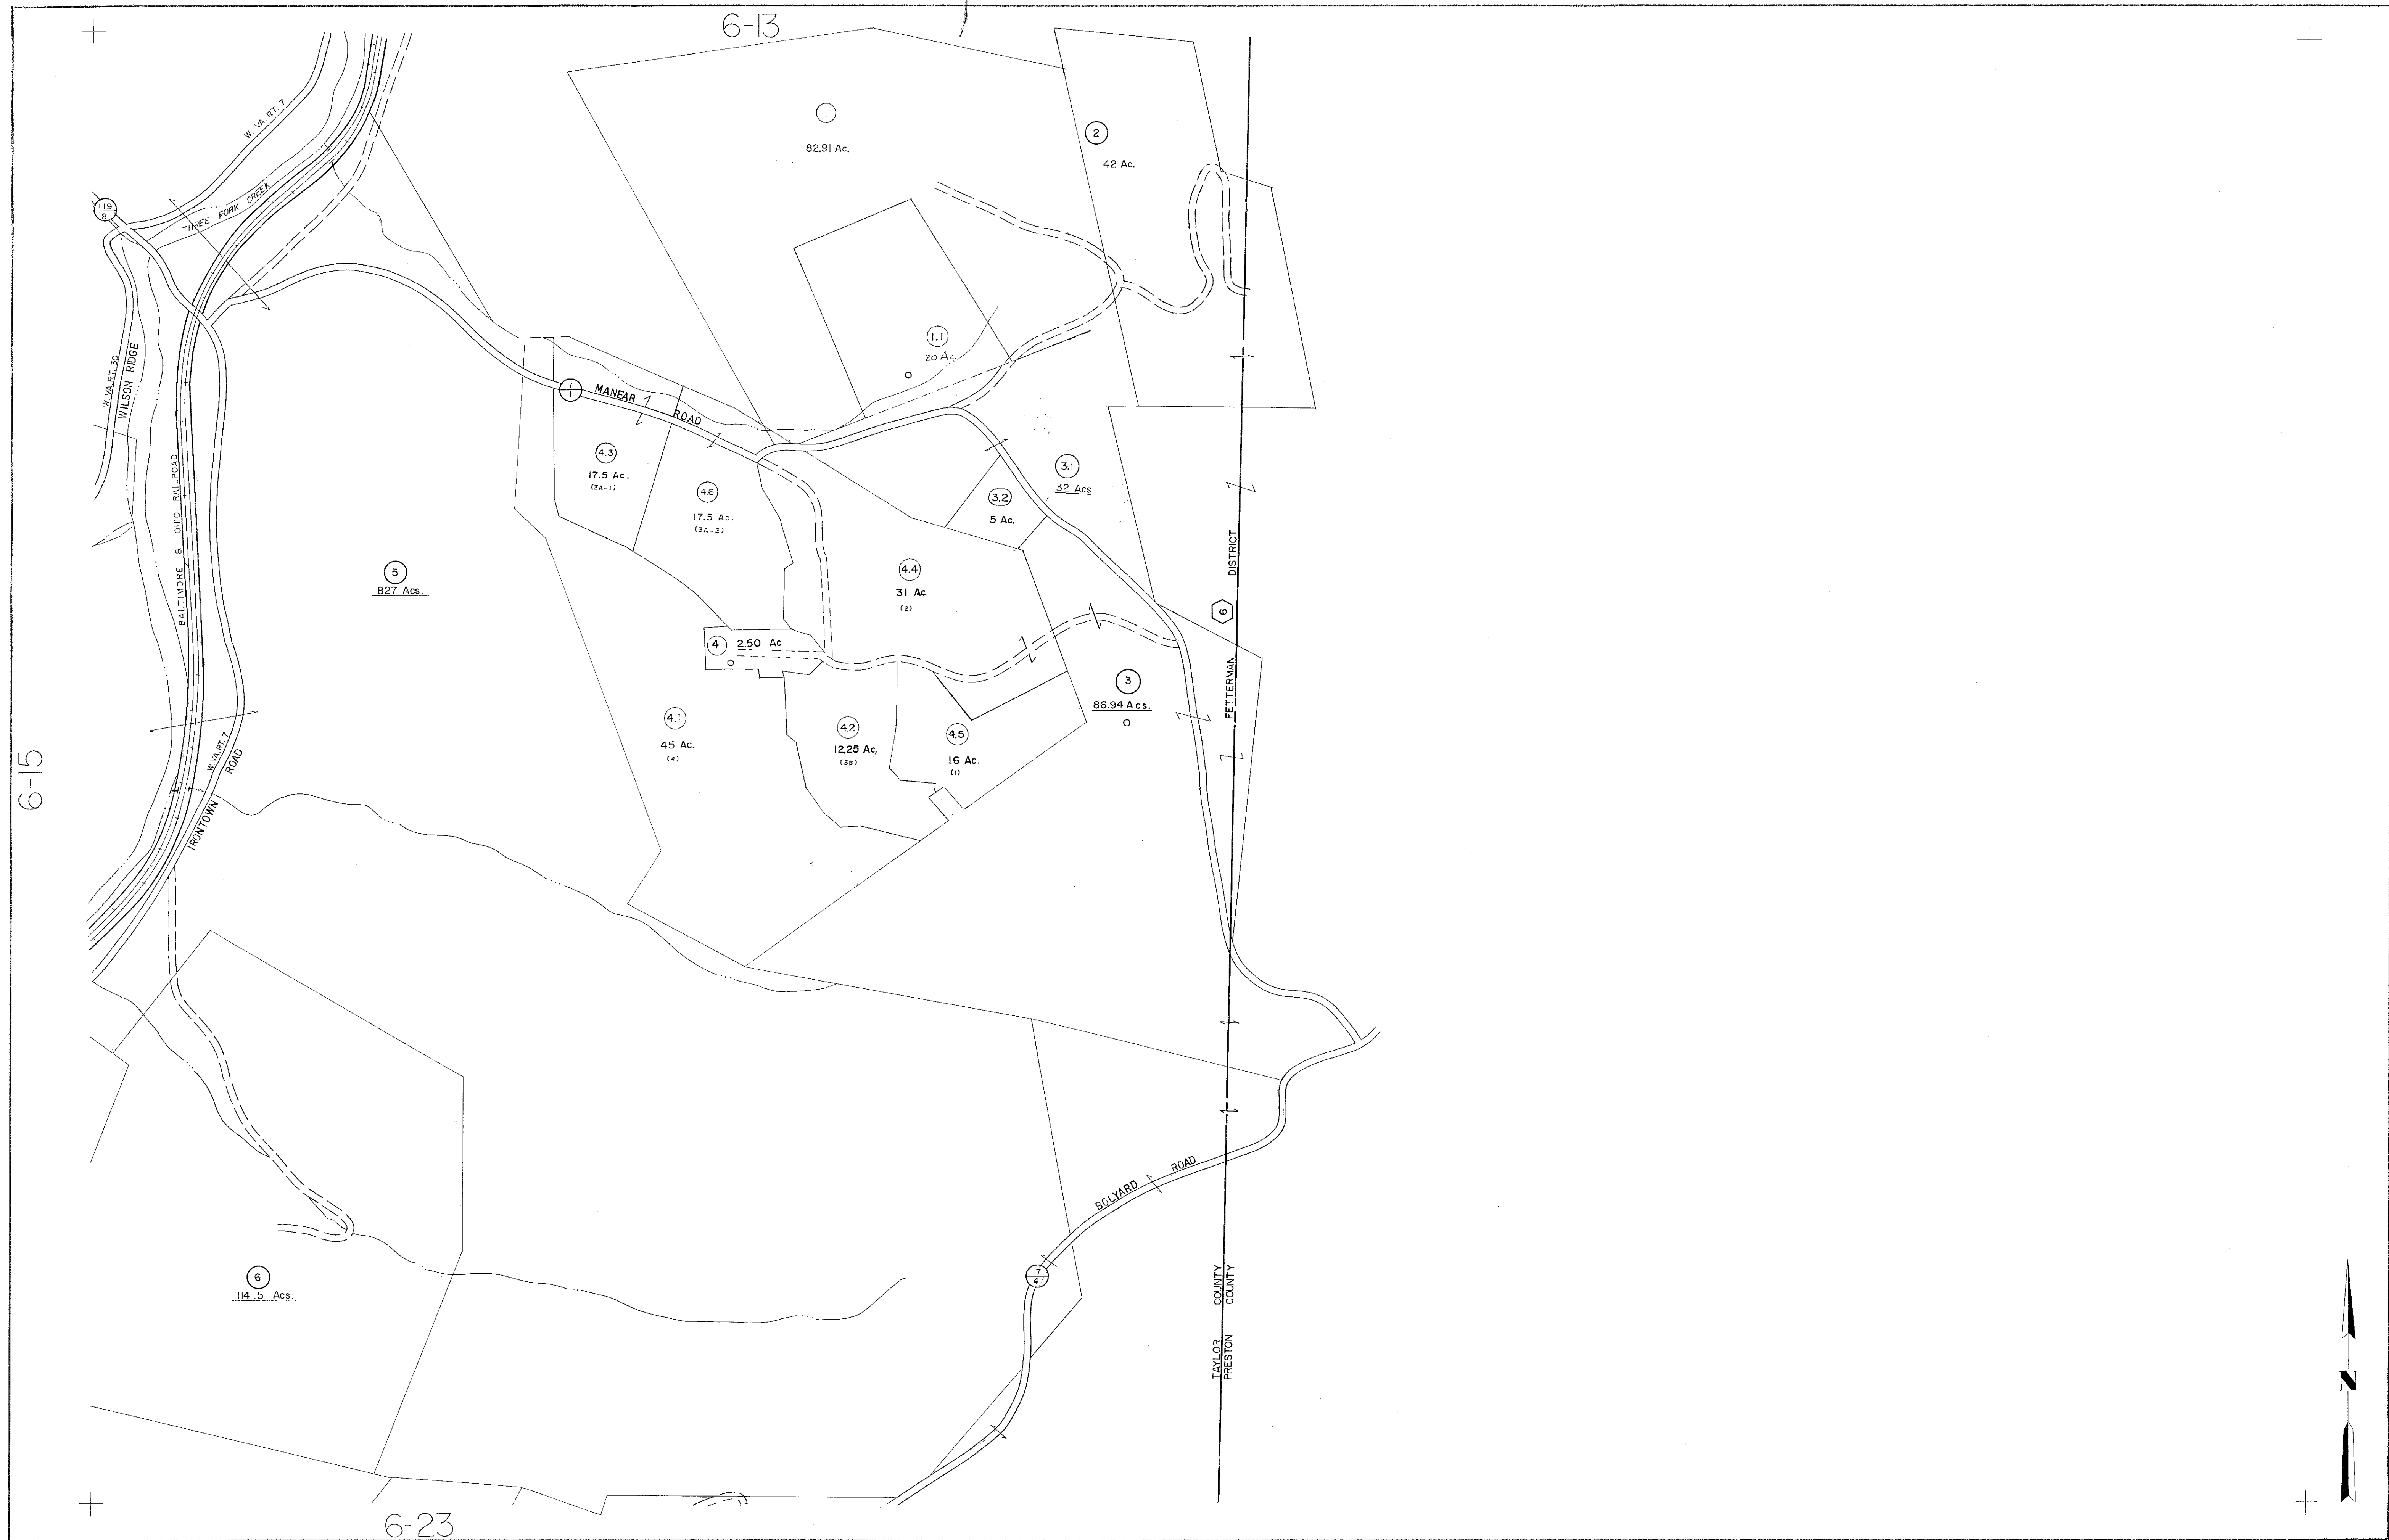 6-13
W. VA. RT. 7
1
82.91 Ac.
2
42 Ac.
119
8
THREE FORK CREEK
W. VA. RT. 30
WILSON RIDGE
1.1
20 Ac.
7
1
MANEAR ROAD
BALTIMORE & OHIO RAILROAD
4.3
17.5 Ac.
(3A-1)
4.6
17.5 Ac.
(3A-2)
3.1
32 Acs
3.2
5 Ac.
5
827 Acs.
4.4
31 Ac.
(2)
FETTERMAN 6 DISTRICT
4
2.50 Ac
3
86.94 Acs.
4.1
45 Ac.
(4)
4.2
12.25 Ac,
(3B)
4.5
16 Ac.
(1)
6-15
W. VA. RT. 7
IRONTOWN ROAD
BOLYARD ROAD
7
4
6
114.5 Acs.
TAYLOR COUNTY
PRESTON COUNTY
N
6-23